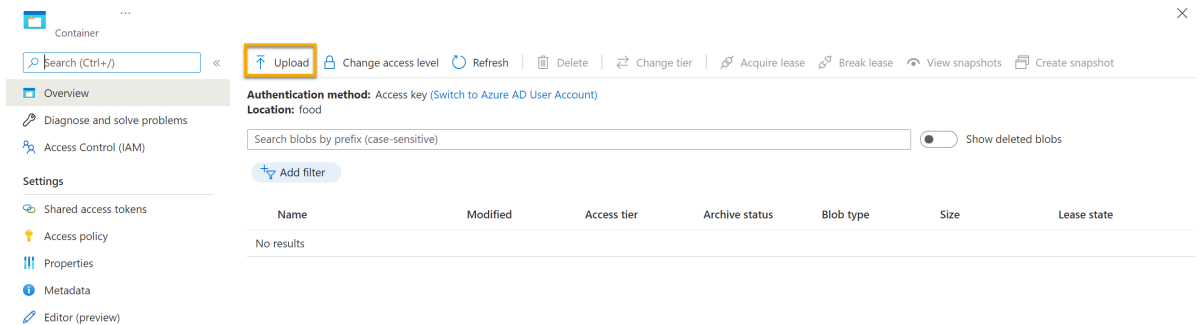 ...
Container
Search (Ctrl+/)
«
Upload Change access level Refresh Delete Change tier Acquire lease Break lease View snapshots Create snapshot
Overview
Diagnose and solve problems
Access Control (IAM)
Settings
Shared access tokens
Access policy
Properties
Metadata
Editor (preview)
Authentication method: Access key (Switch to Azure AD User Account)
Location: food
Search blobs by prefix (case-sensitive) Show deleted blobs
Add filter
Name Modified Access tier Archive status Blob type Size Lease state
No results